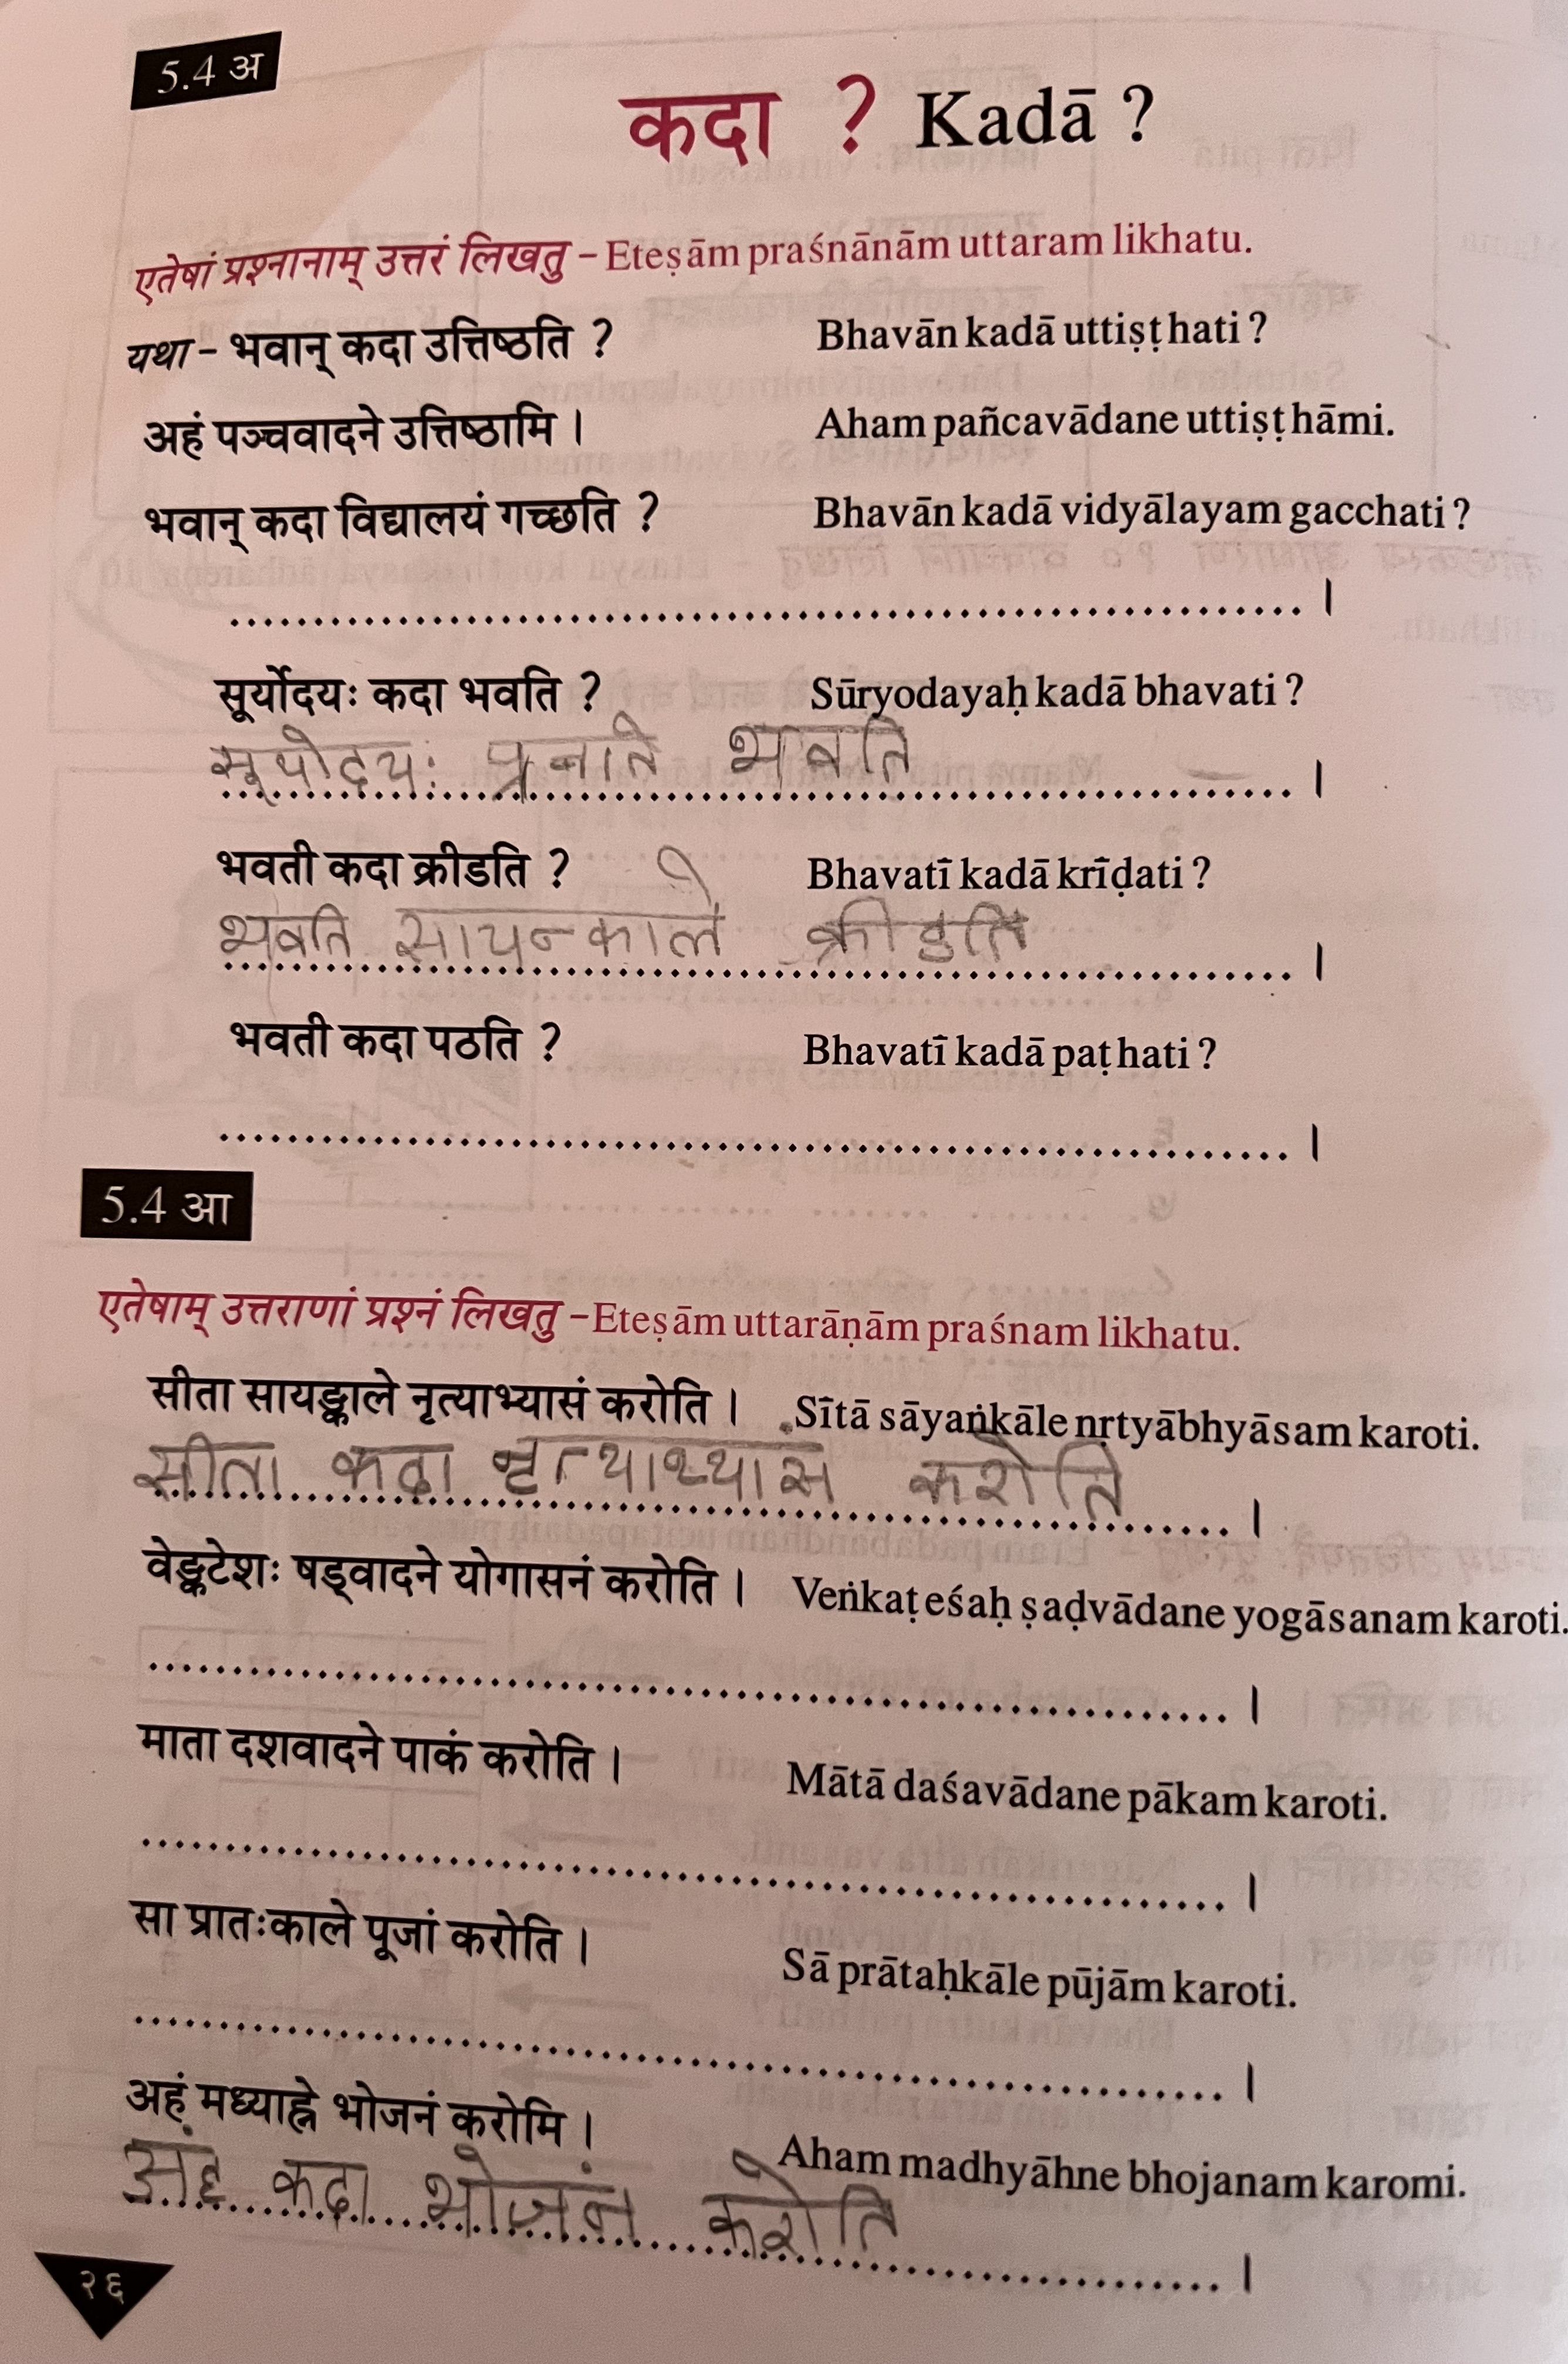 5.4 अ
कदा ? Kadā ?
एतेषां प्रश्नानाम् उत्तरं लिखतु – Eteṣām praśnānām uttaram likhatu.
यथा – भवान् कदा उत्तिष्ठति ? Bhavān kadā uttiṣṭhati ?
अहं पञ्चवादने उत्तिष्ठामि । Aham pañcavādane uttiṣṭhāmi.
भवान् कदा विद्यालयं गच्छति ? Bhavān kadā vidyālayam gacchati ?
.............................................................. ।
सूर्योदयः कदा भवति ? Sūryodayaḥ kadā bhavati ?
सूयोदयः भवति ।
भवती कदा क्रीडति ? Bhavatī kadā krīḍati ?
भवति सायन्काले क्रीडति ।
भवती कदा पठति ? Bhavatī kadā paṭhati ?
.............................................................. ।
5.4 आ
एतेषाम् उत्तराणां प्रश्नं लिखतु – Eteṣām uttarāṇām praśnam likhatu.
सीता सायङ्काले नृत्याभ्यासं करोति । Sītā sāyaṅkāle nṛtyābhyāsam karoti.
सीता कदा करोति ।
वेङ्कटेशः षड्वादने योगासनं करोति । Veṅkaṭeśaḥ ṣaḍvādane yogāsanam karoti.
.............................................................. ।
माता दशवादने पाकं करोति । Mātā daśavādane pākam karoti.
.............................................................. ।
सा प्रातःकाले पूजां करोति । Sā prātaḥkāle pūjām karoti.
.............................................................. ।
अहं मध्याह्ने भोजनं करोमि । Aham madhyāhne bhojanam karomi.
अंह कदा भोजनं करोति ।
२६